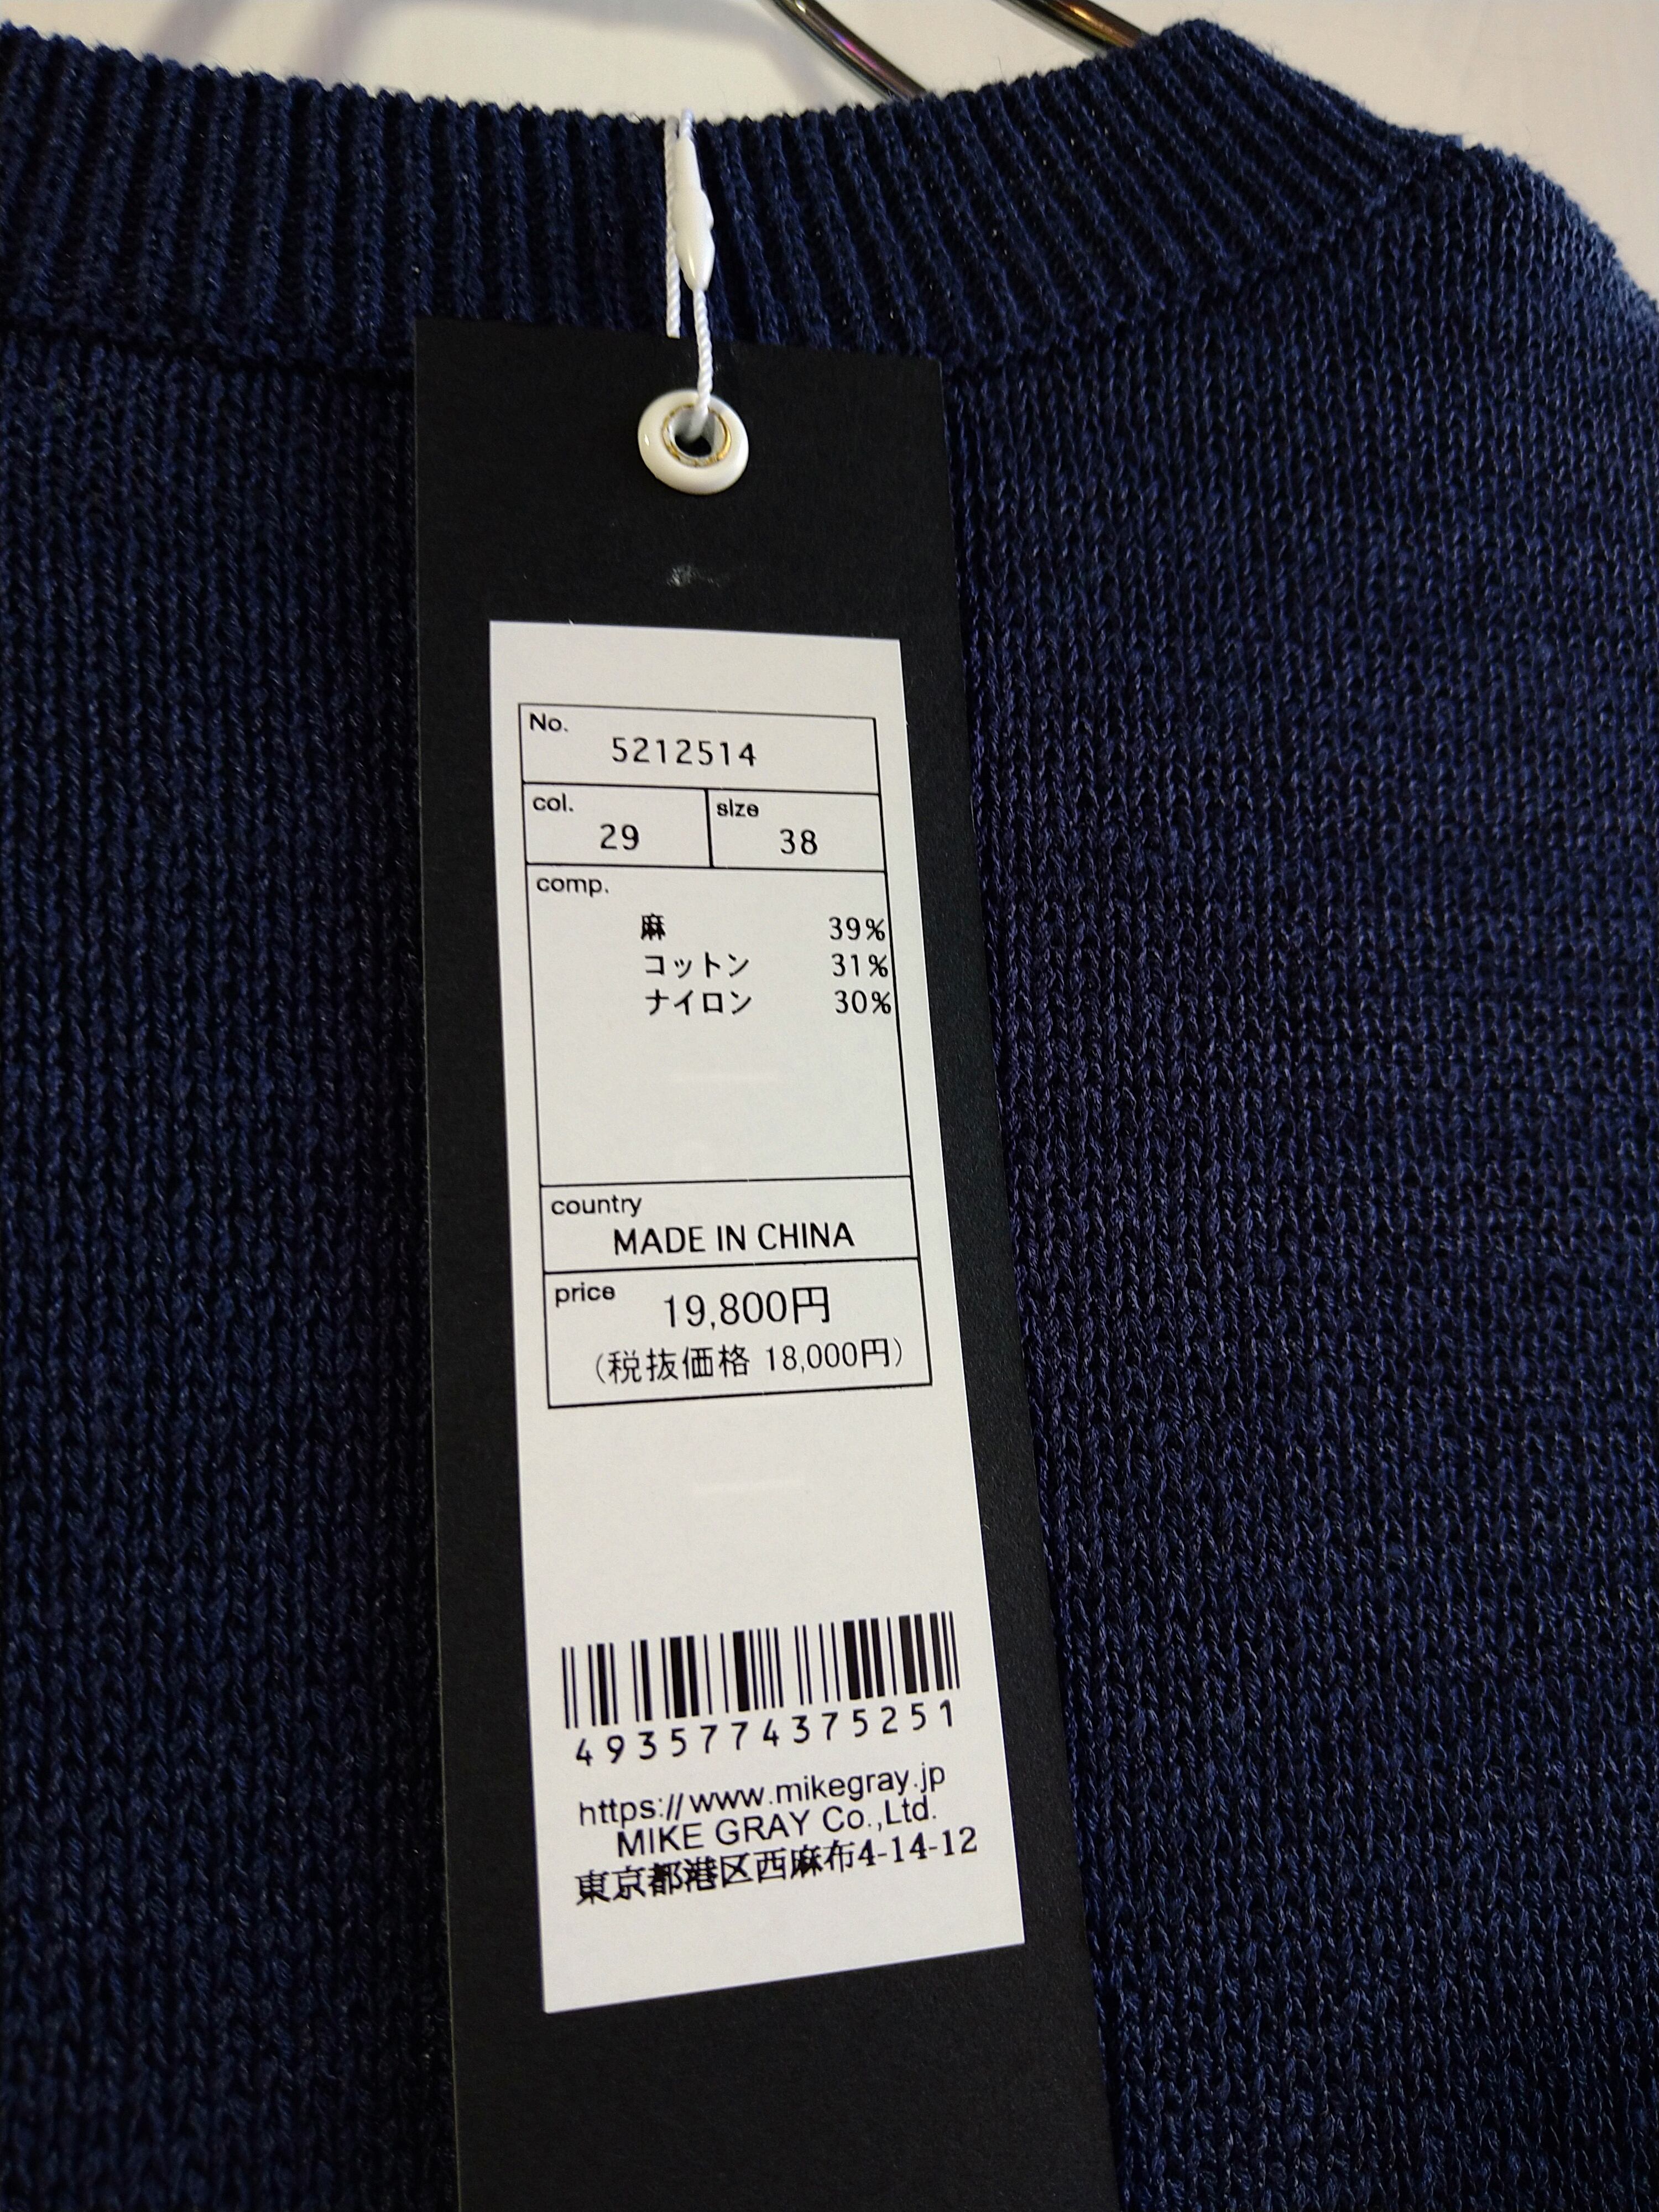 No.
5212514
col.
29
size
38
comp.
麻 39%
コットン 31%
ナイロン 30%
country
MADE IN CHINA
price
19,800円
(税抜価格 18,000円)
4935774375251
https://www.mikegray.jp
MIKE GRAY Co.,Ltd.
東京都港区西麻布4-14-12